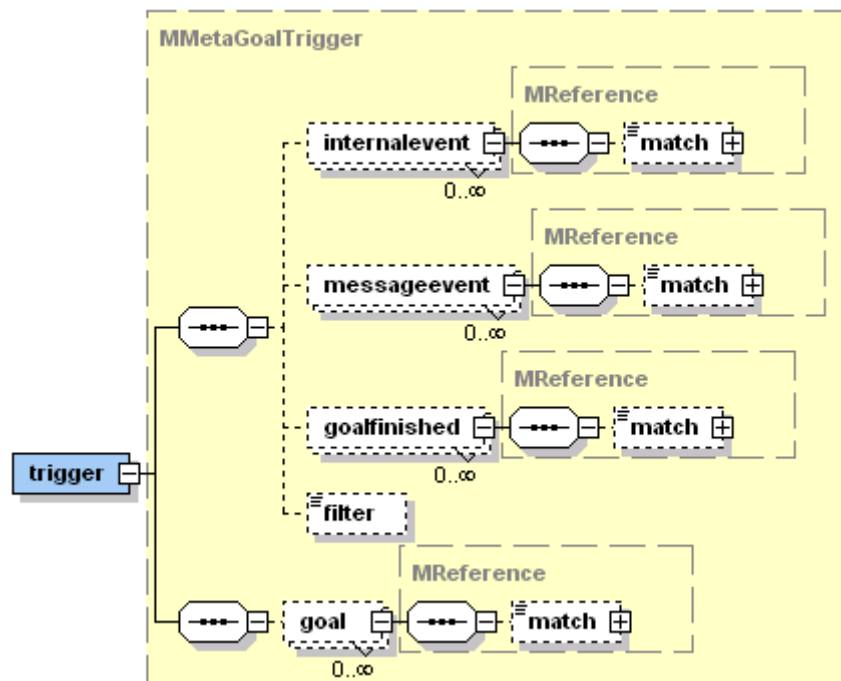 MMetaGoalTrigger
MReference
internalevent
match
0..∞
MReference
messageevent
match
0..∞
MReference
goalfinished
match
0..∞
trigger
filter
MReference
goal
match
0..∞